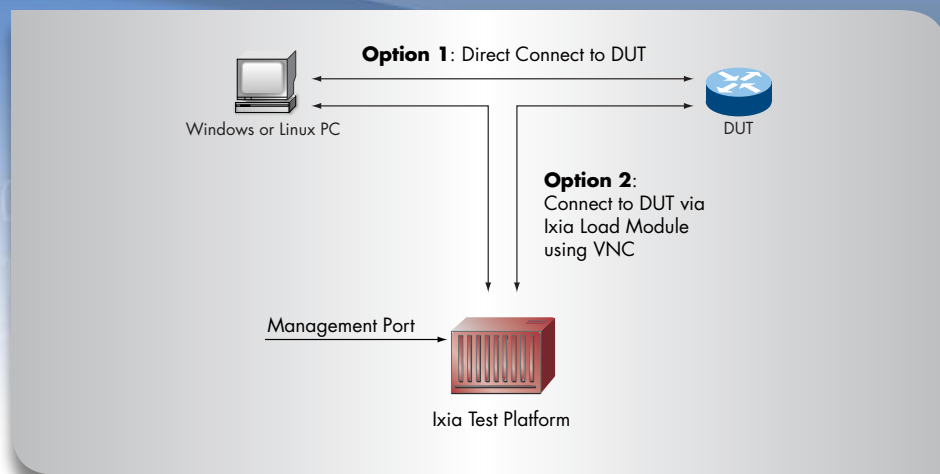 Option 1: Direct Connect to DUT
Windows or Linux PC
DUT
Option 2:
Connect to DUT via
Ixia Load Module
using VNC
Management Port
Ixia Test Platform